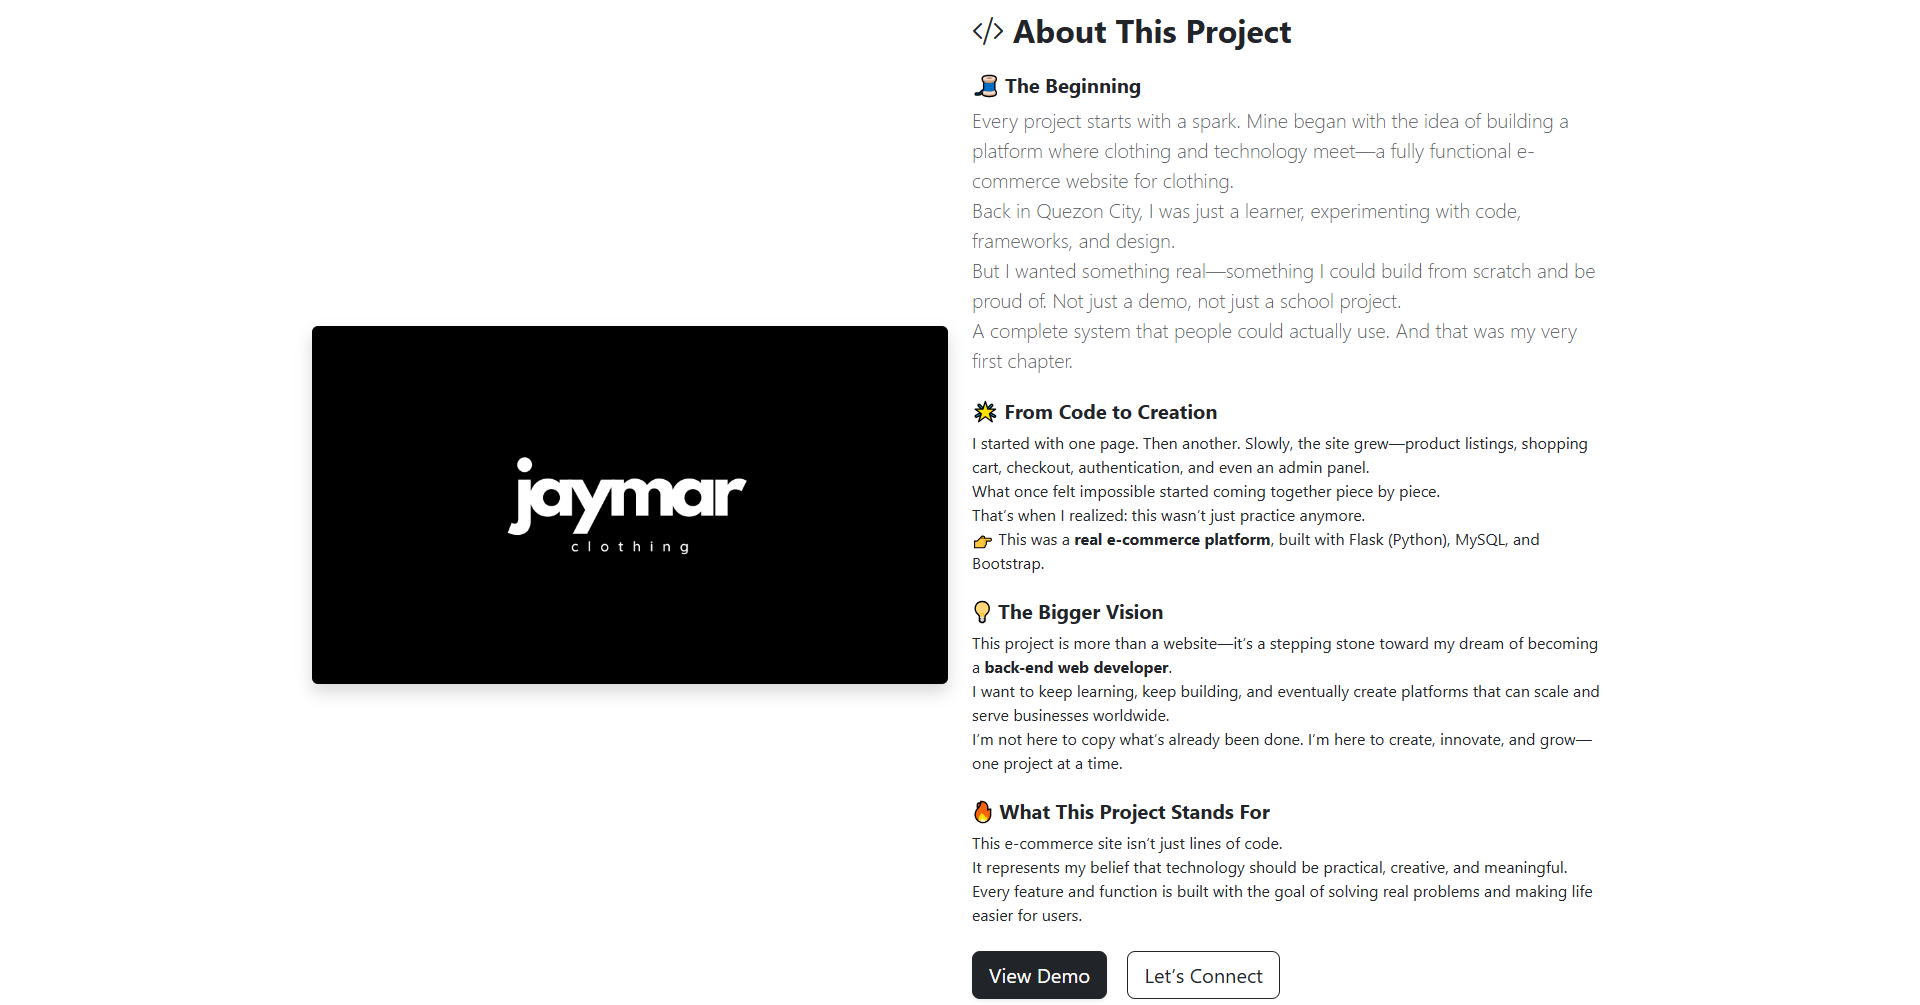 </> About This Project
🧵 The Beginning
Every project starts with a spark. Mine began with the idea of building a
platform where clothing and technology meet—a fully functional e-
commerce website for clothing.
Back in Quezon City, I was just a learner, experimenting with code,
frameworks, and design.
But I wanted something real—something I could build from scratch and be
proud of. Not just a demo, not just a school project.
A complete system that people could actually use. And that was my very
first chapter.
jaymar
clothing
🌟 From Code to Creation
I started with one page. Then another. Slowly, the site grew—product listings, shopping
cart, checkout, authentication, and even an admin panel.
What once felt impossible started coming together piece by piece.
That’s when I realized: this wasn’t just practice anymore.
👉 This was a real e-commerce platform, built with Flask (Python), MySQL, and
Bootstrap.
💡 The Bigger Vision
This project is more than a website—it’s a stepping stone toward my dream of becoming
a back-end web developer.
I want to keep learning, keep building, and eventually create platforms that can scale and
serve businesses worldwide.
I’m not here to copy what’s already been done. I’m here to create, innovate, and grow—
one project at a time.
🔥 What This Project Stands For
This e-commerce site isn’t just lines of code.
It represents my belief that technology should be practical, creative, and meaningful.
Every feature and function is built with the goal of solving real problems and making life
easier for users.
View Demo
Let’s Connect